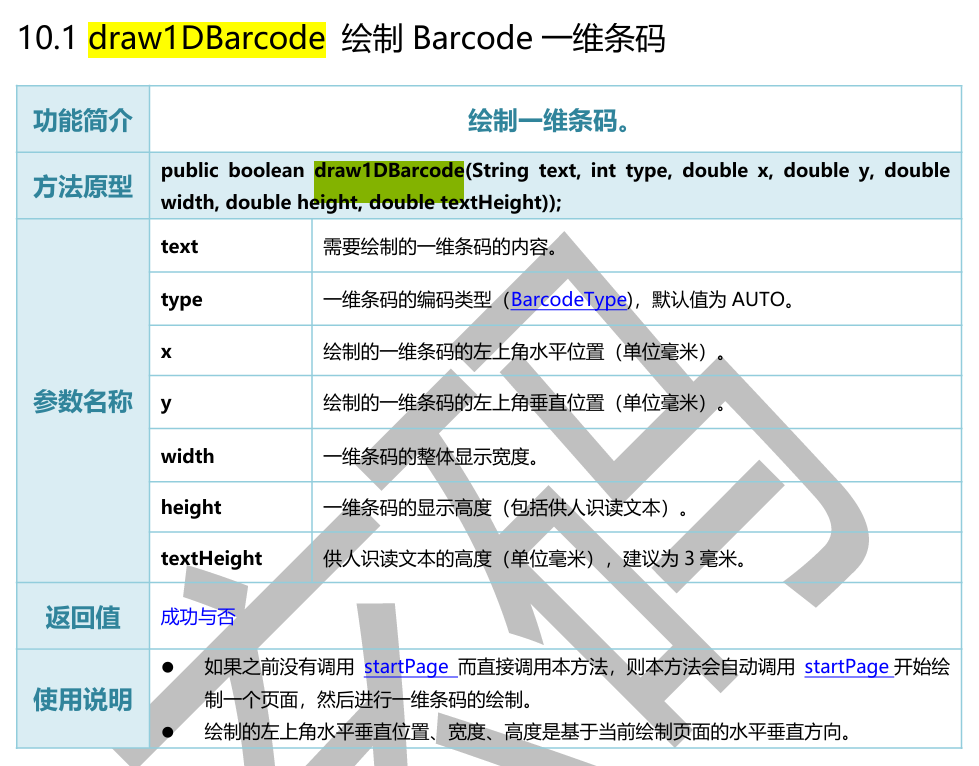 10.1 draw1DBarcode 绘制 Barcode 一维条码
功能简介
绘制一维条码。
方法原型
public boolean draw1DBarcode(String text, int type, double x, double y, double
width, double height, double textHeight));
参数名称
text
需要绘制的一维条码的内容。
type
一维条码的编码类型（BarcodeType)，默认值为 AUTO。
x
绘制的一维条码的左上角水平位置（单位毫米）。
y
绘制的一维条码的左上角垂直位置（单位毫米）。
width
一维条码的整体显示宽度。
height
一维条码的显示高度（包括供人识读文本）。
textHeight
供人识读文本的高度（单位毫米），建议为 3 毫米。
返回值
成功与否
使用说明
● 如果之前没有调用 startPage 而直接调用本方法，则本方法会自动调用 startPage 开始绘
制一个页面，然后进行一维条码的绘制。
● 绘制的左上角水平垂直位置、宽度、高度是基于当前绘制页面的水平垂直方向。